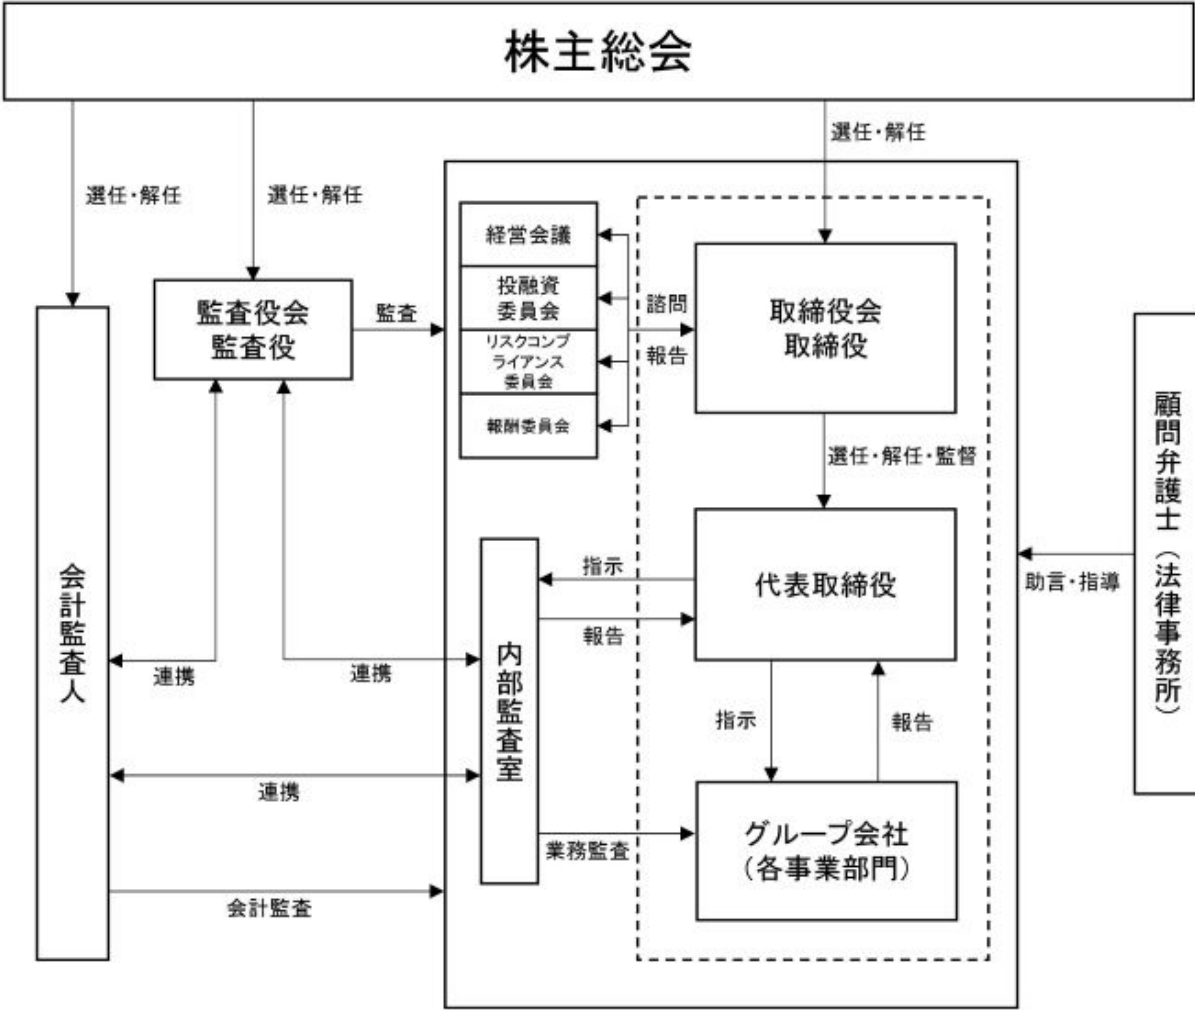 株主総会
選任・解任
選任・解任
選任・解任
経営会議
投融資
委員会
リスクコンプ
ライアンス
委員会
報酬委員会
諮問
報告
取締役会
取締役
監査役会
監査役
監査
選任・解任・監督
顧問弁護士（法律事務所）
助言・指導
会計監査人
内部監査室
指示
報告
代表取締役
連携
連携
連携
指示
報告
グループ会社
（各事業部門）
業務監査
会計監査